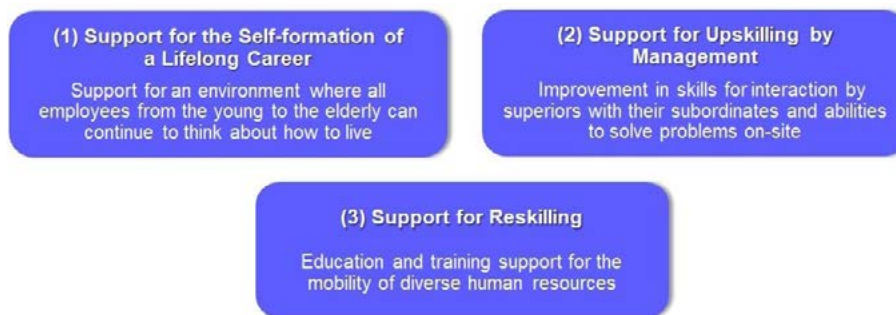 (1) Support for the Self-formation of
a Lifelong Career
Support for an environment where all
employees from the young to the elderly can
continue to think about how to live
(2) Support for Upskilling by
Management
Improvement in skills for interaction by
superiors with their subordinates and abilities
to solve problems on-site
(3) Support for Reskilling
Education and training support for the
mobility of diverse human resources